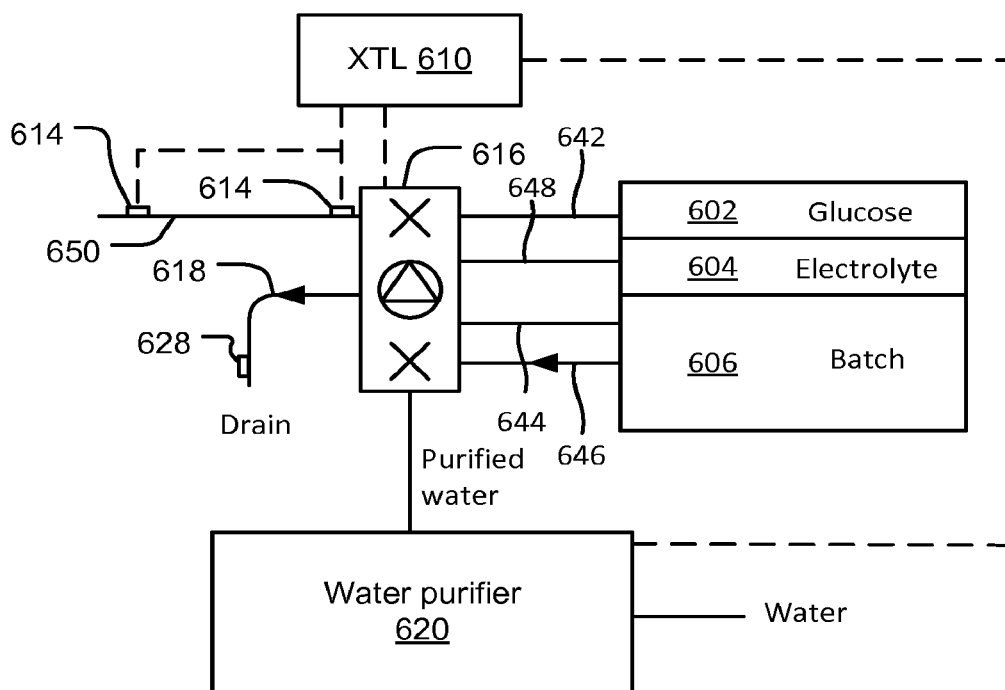 XTL 610
614
616
642
614
648
602 Glucose
650
618
604 Electrolyte
628
606 Batch
Drain
644
646
Purified
water
Water purifier
620
Water